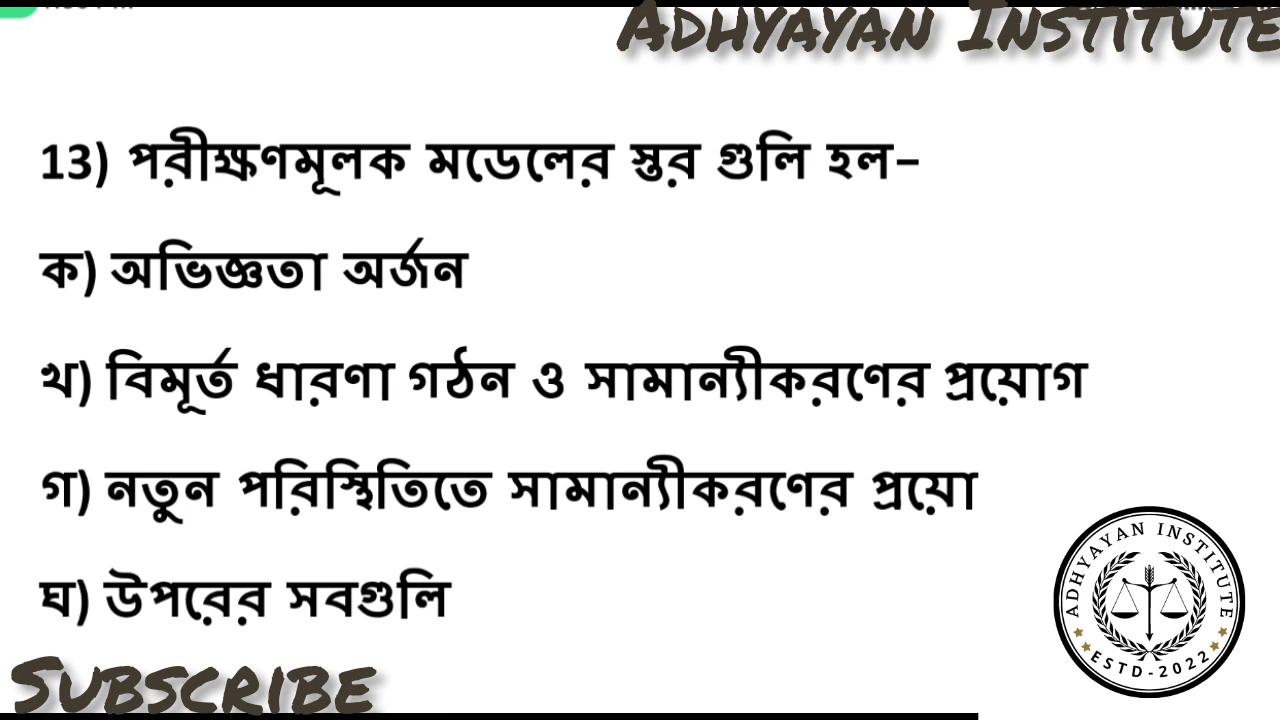 ADHYAYAN INSTITUTE
13) পরীক্ষণমূলক মডেলের স্তর গুলি হল–
ক) অভিজ্ঞতা অর্জন
খ) বিমূর্ত ধারণা গঠন ও সামান্যীকরণের প্রয়োগ
গ) নতুন পরিস্থিতিতে সামান্যীকরণের প্রয়ো
ঘ) উপরের সবগুলি
ADHYAYAN INSTITUTE
ESTD-2022
SUBSCRIBE